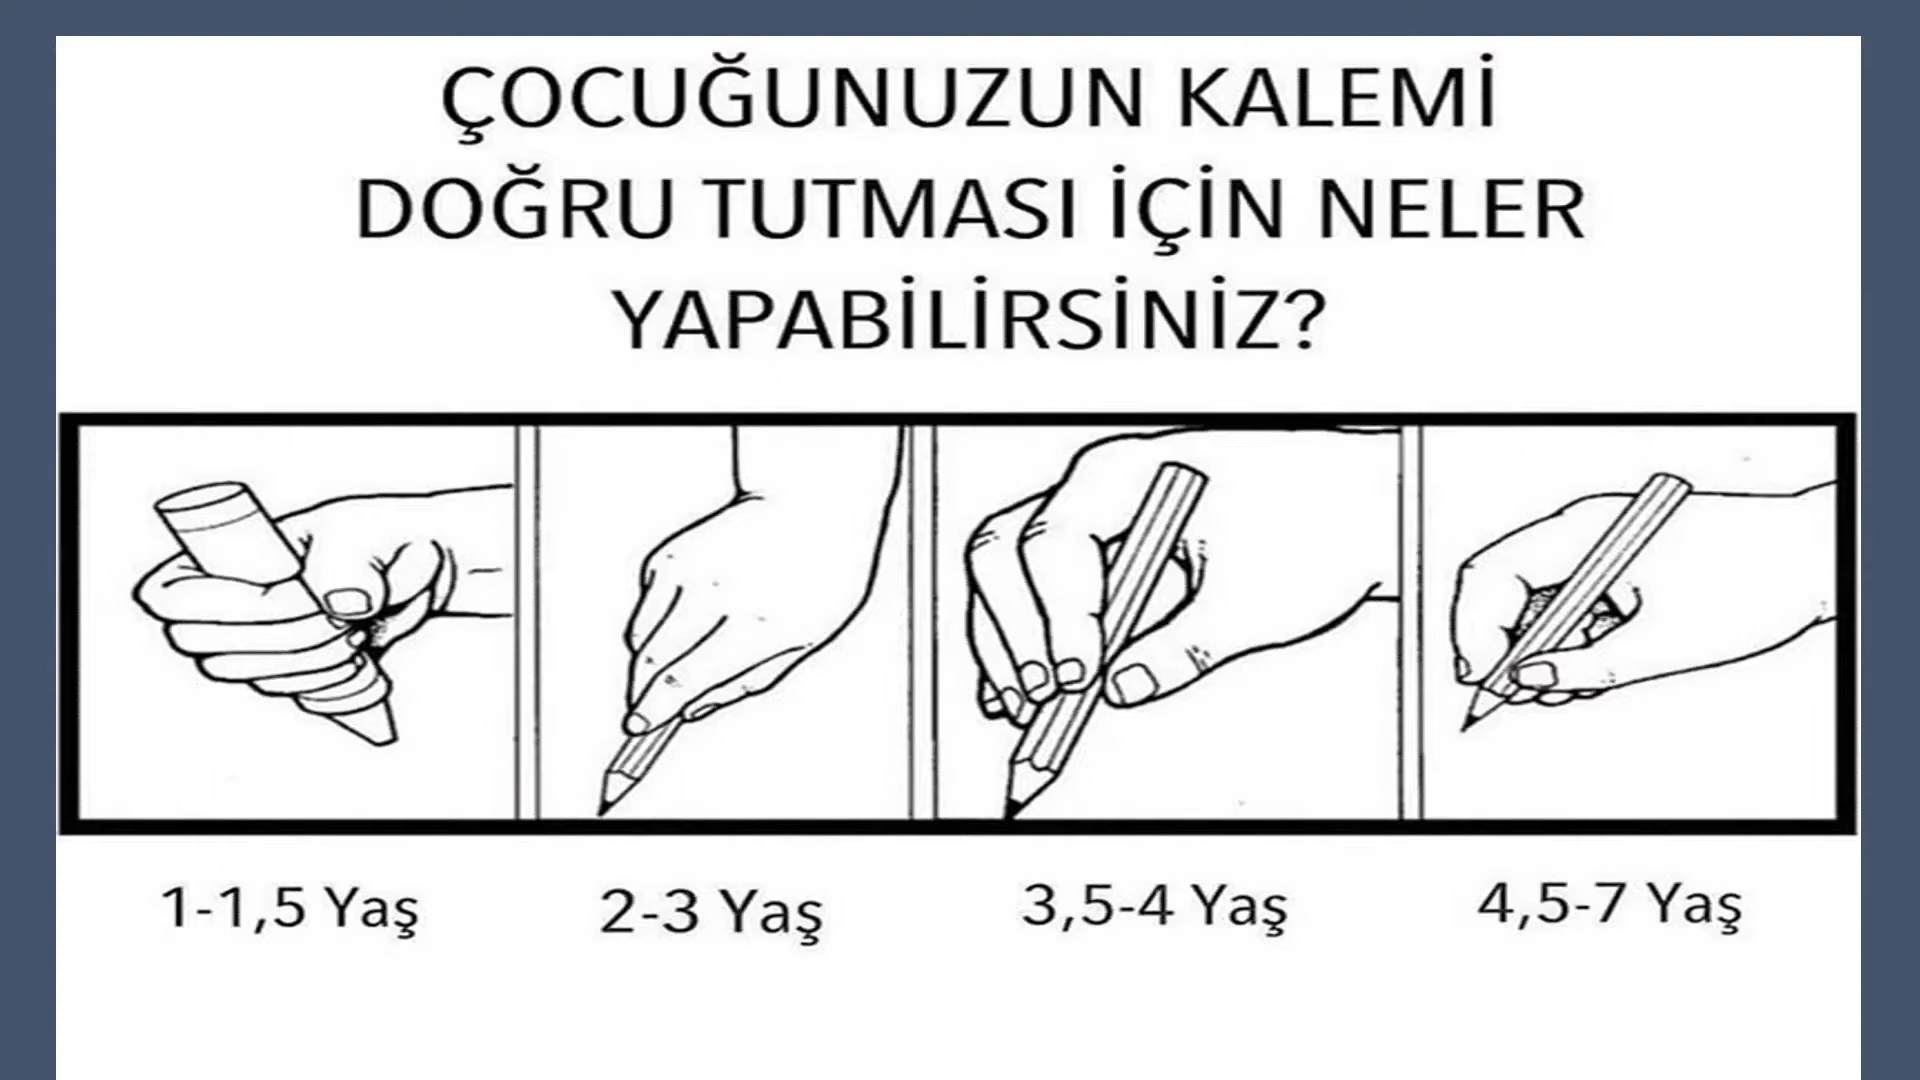 ÇOCUĞUNUZUN KALEMİ
DOĞRU TUTMASI İÇİN NELER
YAPABİLİRSİNİZ?
1-1,5 Yaş
2-3 Yaş
3,5-4 Yaş
4,5-7 Yaş